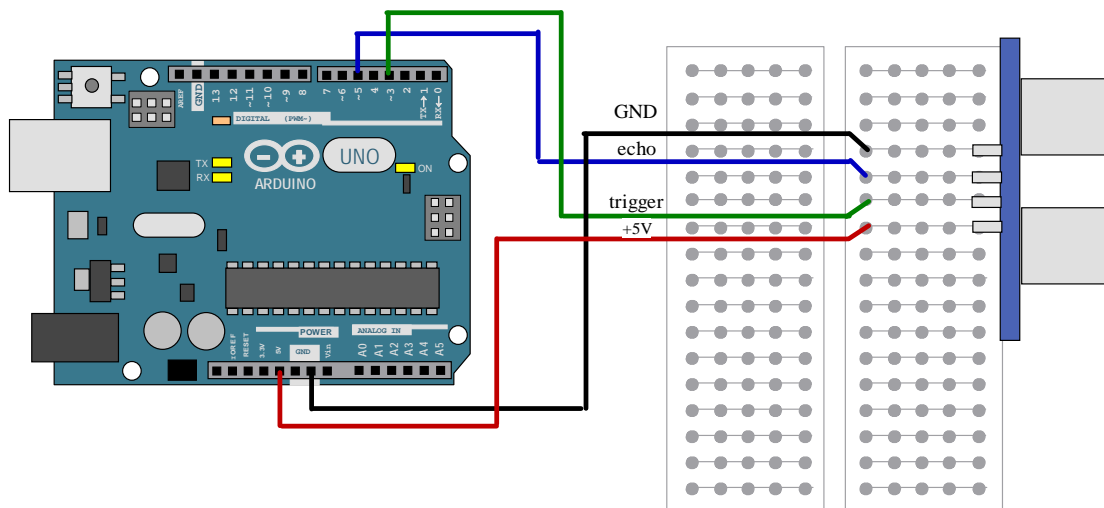 AREF
GND
13
12
~11
~10
~9
8
7
~6
~5
4
~3
2
TX→1
RX←0
DIGITAL (PWM~)
TX
RX
UNO
ON
ARDUINO
GND
echo
trigger
+5V
POWER
ANALOG IN
IOREF
RESET
3.3V
5V
GND
Vin
A0
A1
A2
A3
A4
A5